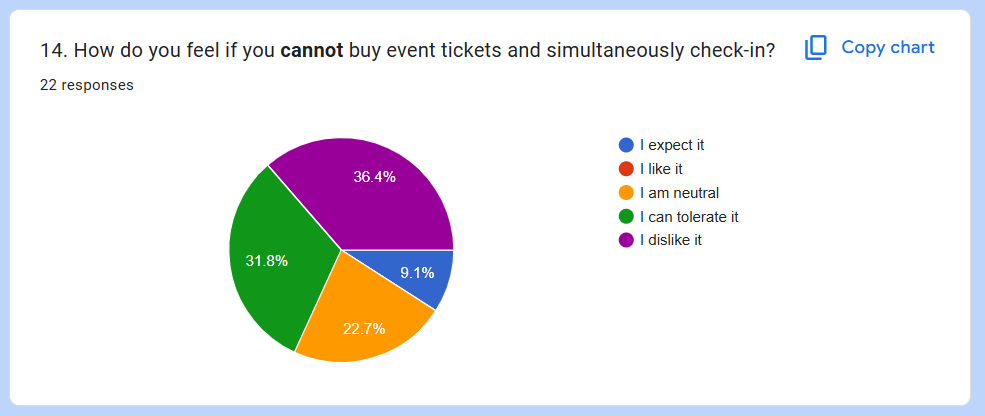 14. How do you feel if you cannot buy event tickets and simultaneously check-in?
Copy chart
22 responses
36.4%
31.8%
9.1%
22.7%
I expect it
I like it
I am neutral
I can tolerate it
I dislike it